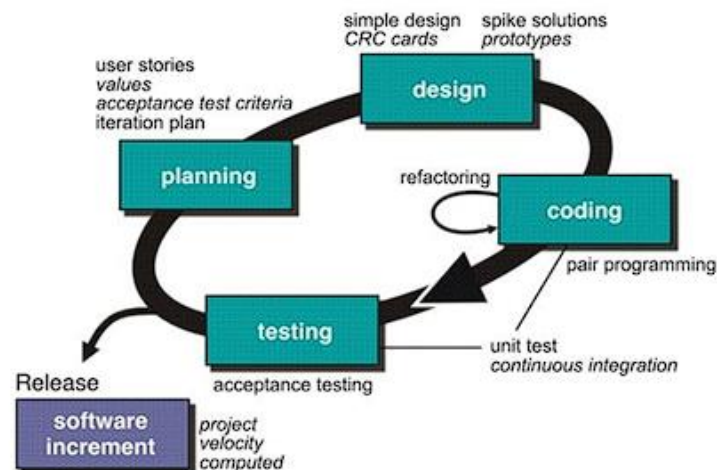 simple design
CRC cards
spike solutions
prototypes
user stories
values
acceptance test criteria
iteration plan
design
planning
refactoring
coding
pair programming
testing
unit test
continuous integration
acceptance testing
Release
software
increment
project
velocity
computed